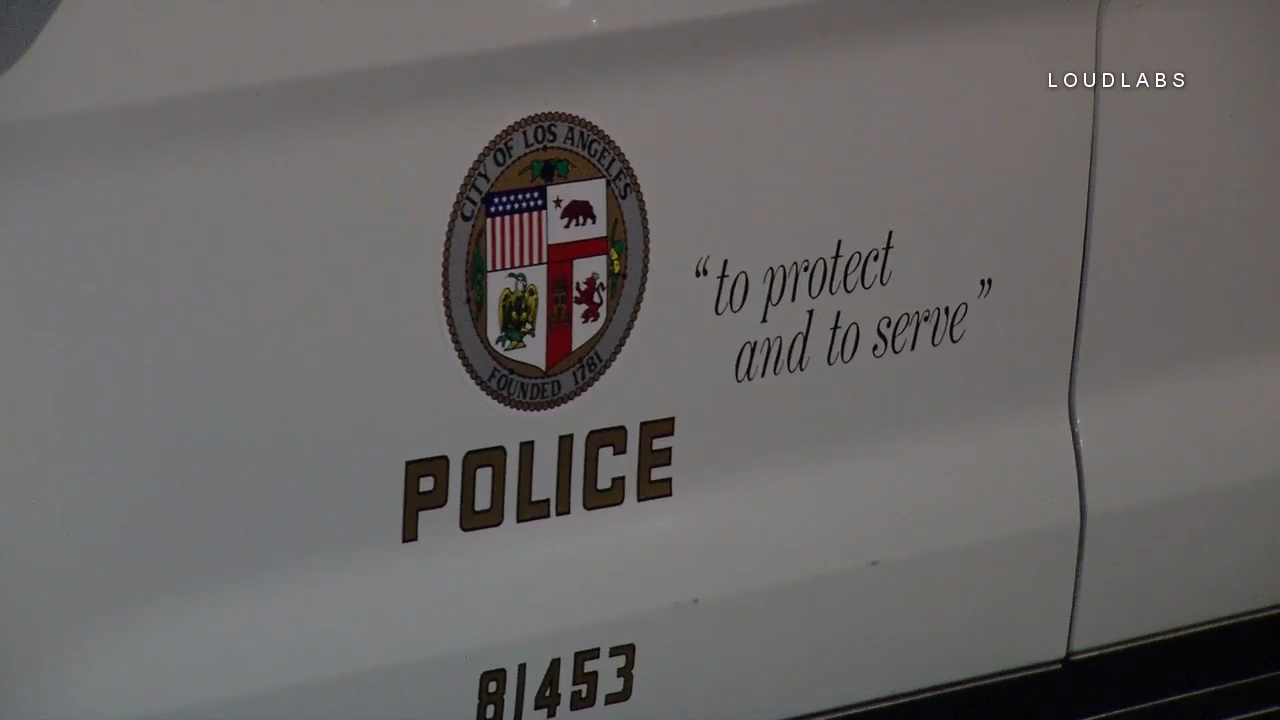 LOUDLABS
CITY OF LOS ANGELES
FOUNDED 1781
"to protect
and to serve"
POLICE
81453